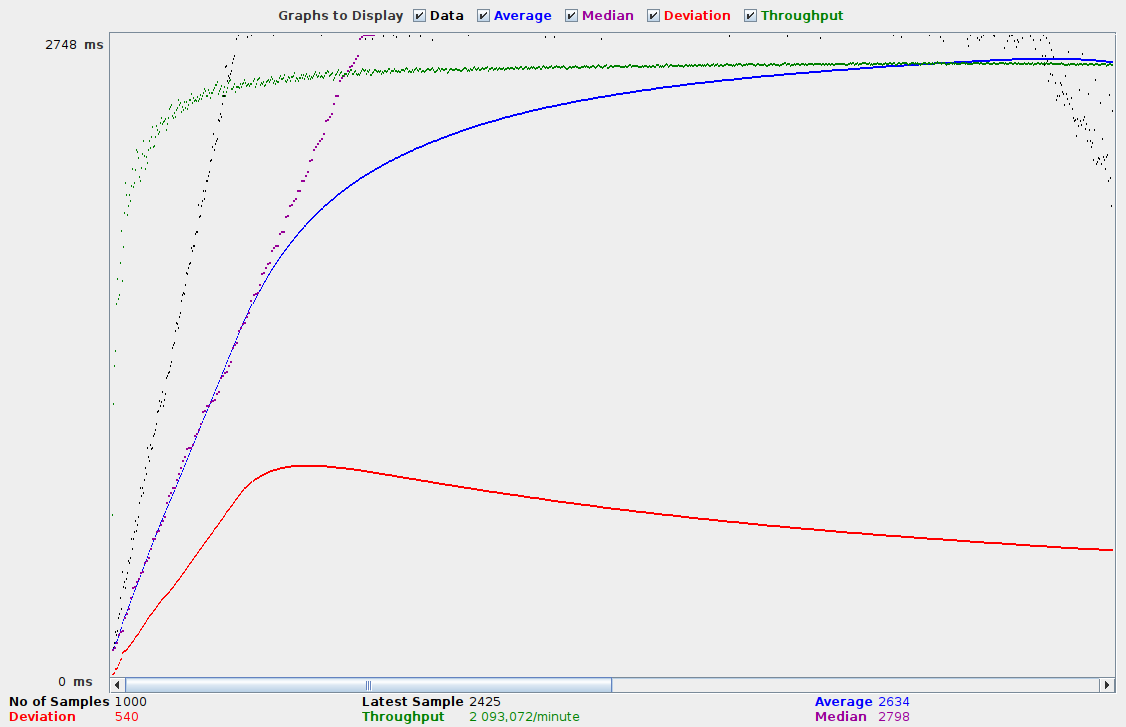 Graphs to Display Data Average Median Deviation Throughput
2748 ms
0 ms
No of Samples 1000 Latest Sample 2425 Average 2634
Deviation 540 Throughput 2 093,072/minute Median 2798